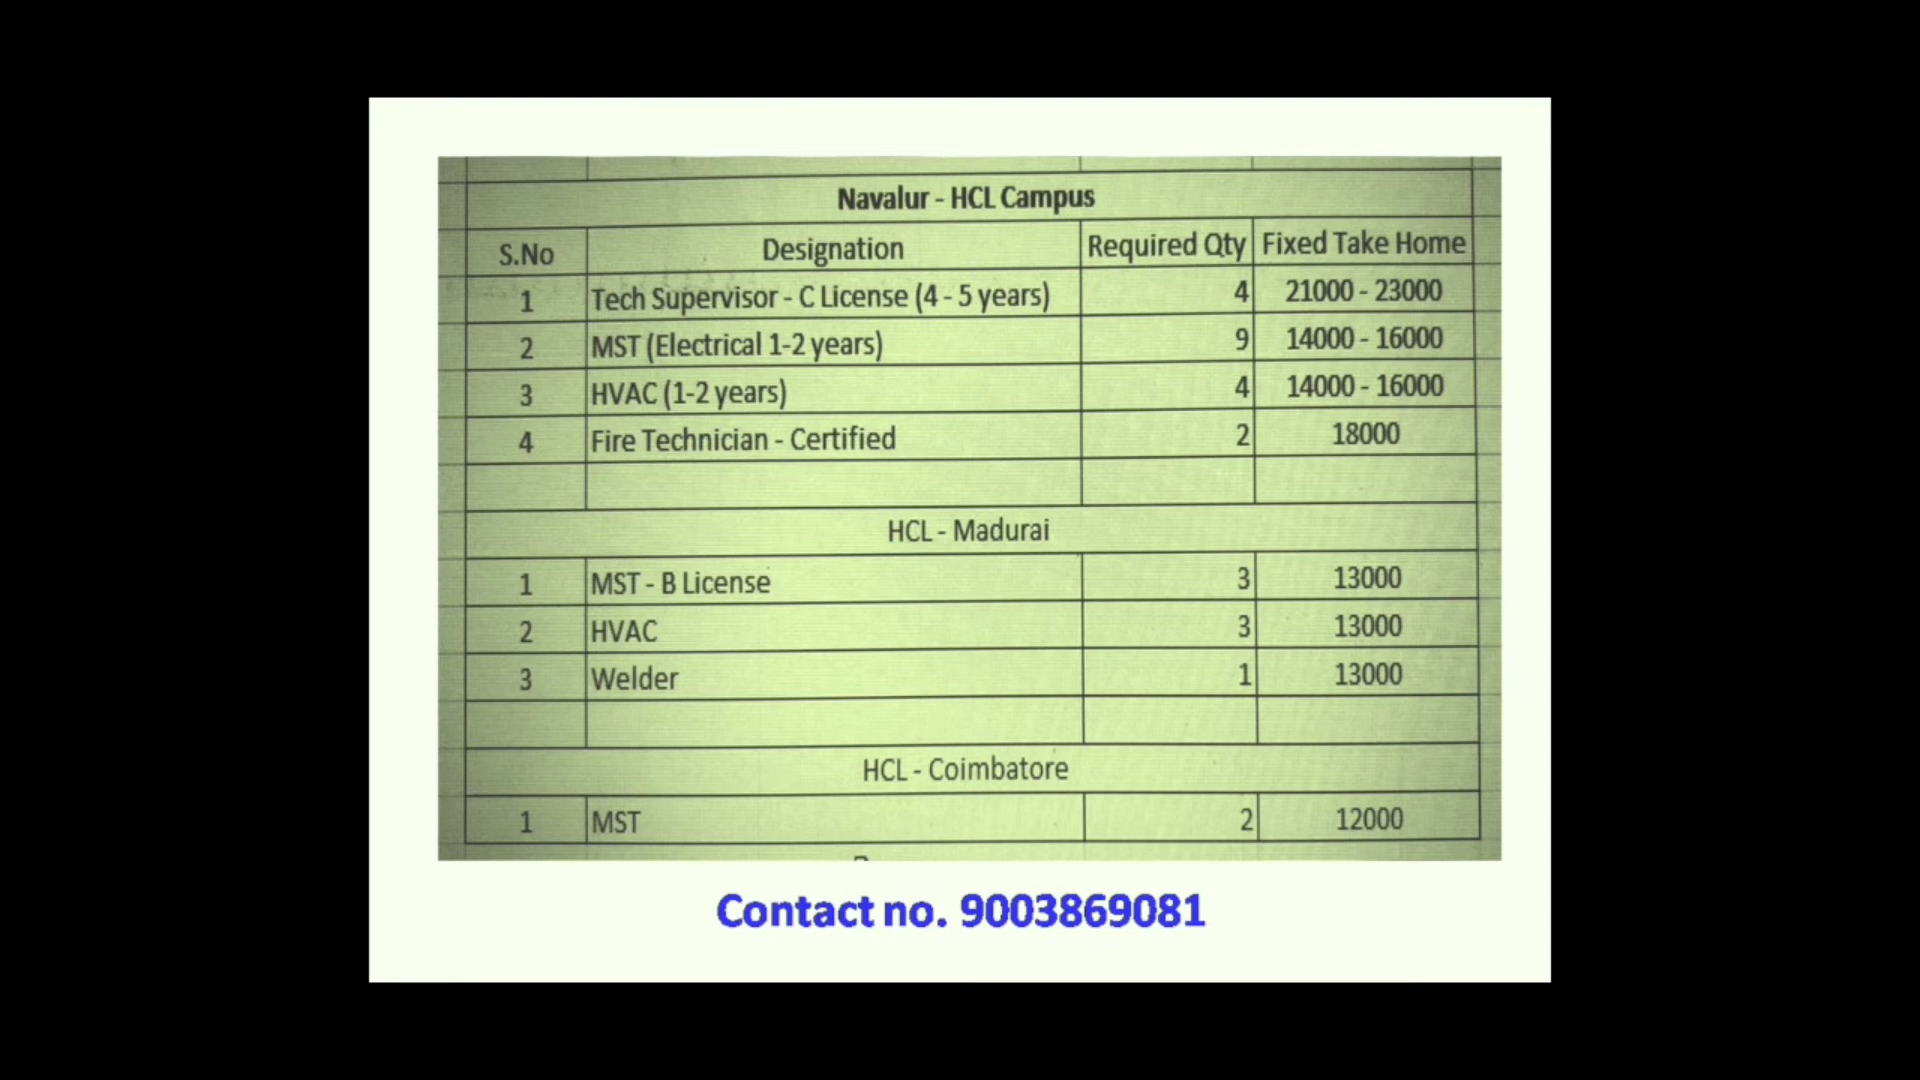 Navalur - HCL Campus
S.No Designation Required Qty Fixed Take Home
1 Tech Supervisor - C License (4 - 5 years) 4 21000 - 23000
2 MST (Electrical 1-2 years) 9 14000 - 16000
3 HVAC (1-2 years) 4 14000 - 16000
4 Fire Technician - Certified 2 18000
HCL - Madurai
1 MST - B License 3 13000
2 HVAC 3 13000
3 Welder 1 13000
HCL - Coimbatore
1 MST 2 12000
Contact no. 9003869081